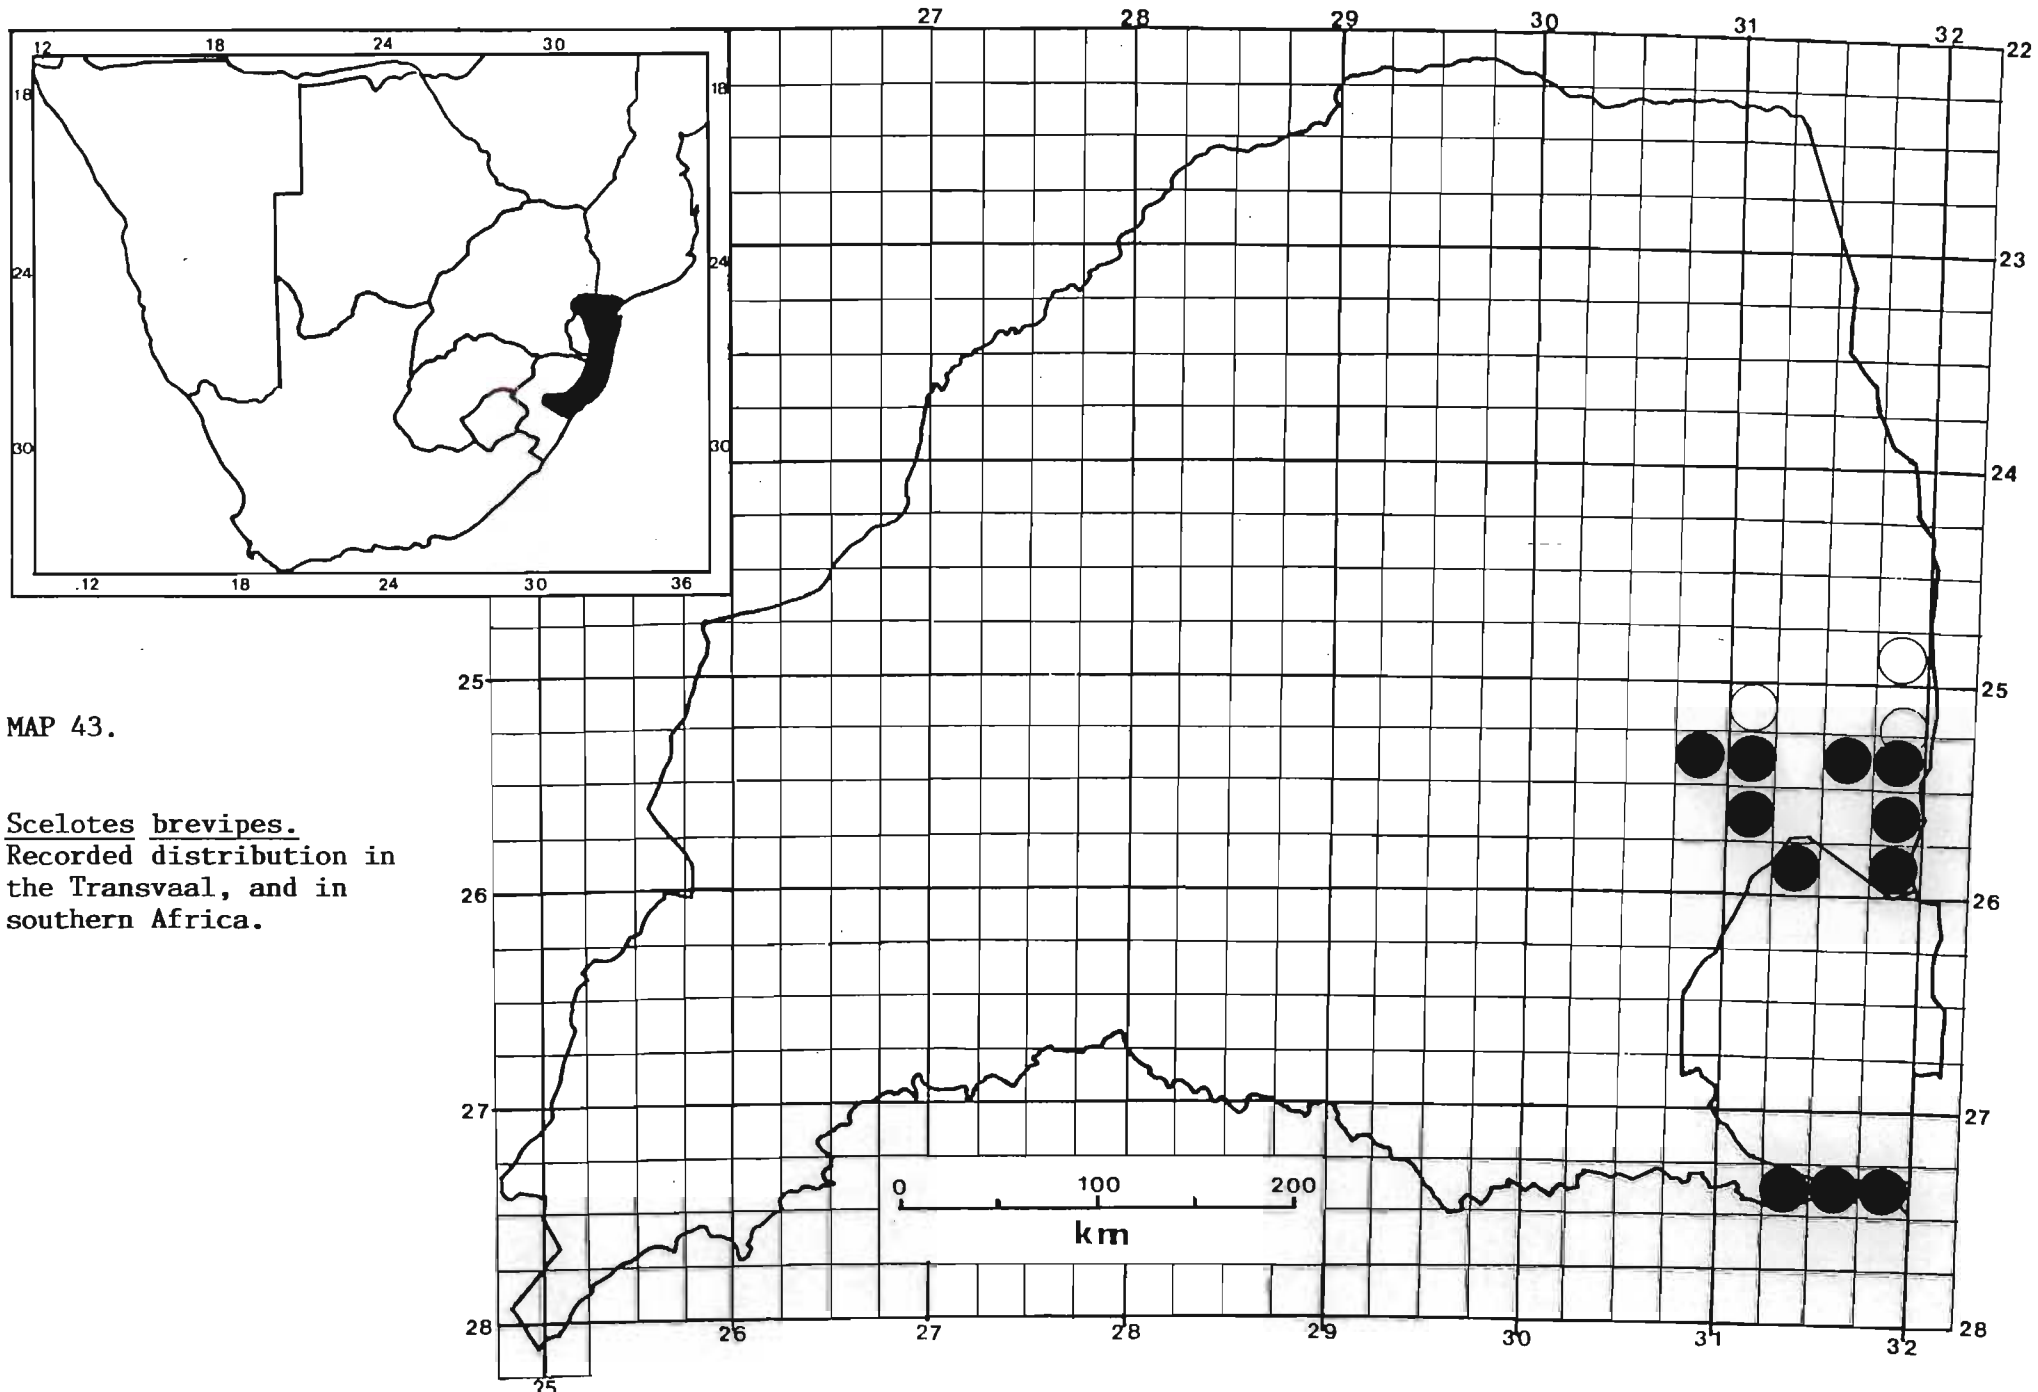 27 28 29 30 31 32
22
12 18 24 30
18 18
24 24
30 30
.12 18 24 30 36
23
24
25 25
MAP 43.
Scelotes brevipes.
Recorded distribution in
the Transvaal, and in
southern Africa.
26 26
27 27
0 100 200
km
28 28
26 27 28 29 30 31 32
25